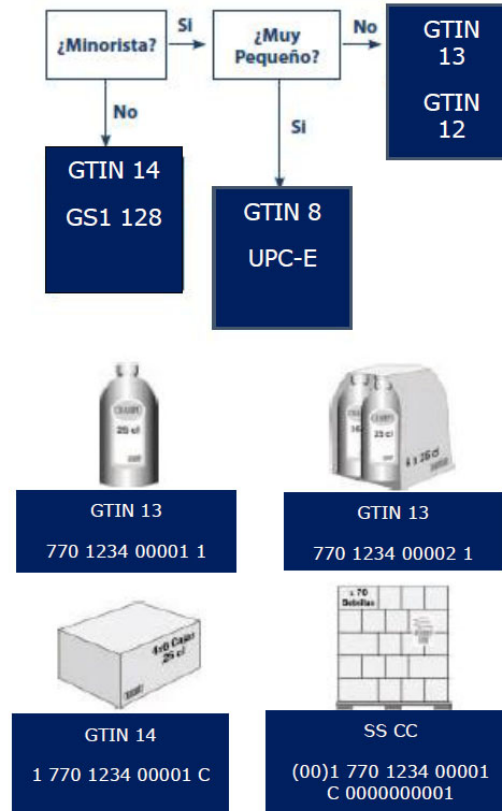 ¿Minorista?
Si
¿Muy
Pequeño?
No
GTIN
13
GTIN
12
No
Si
GTIN 14
GS1 128
GTIN 8
UPC-E
25 cl
25 cl
6 x 25 cl
GTIN 13
770 1234 00001 1
GTIN 13
770 1234 00002 1
4x6 Cajas
25 cl
x 70
Botellas
GTIN 14
1 770 1234 00001 C
SS CC
(00)1 770 1234 00001
C 0000000001